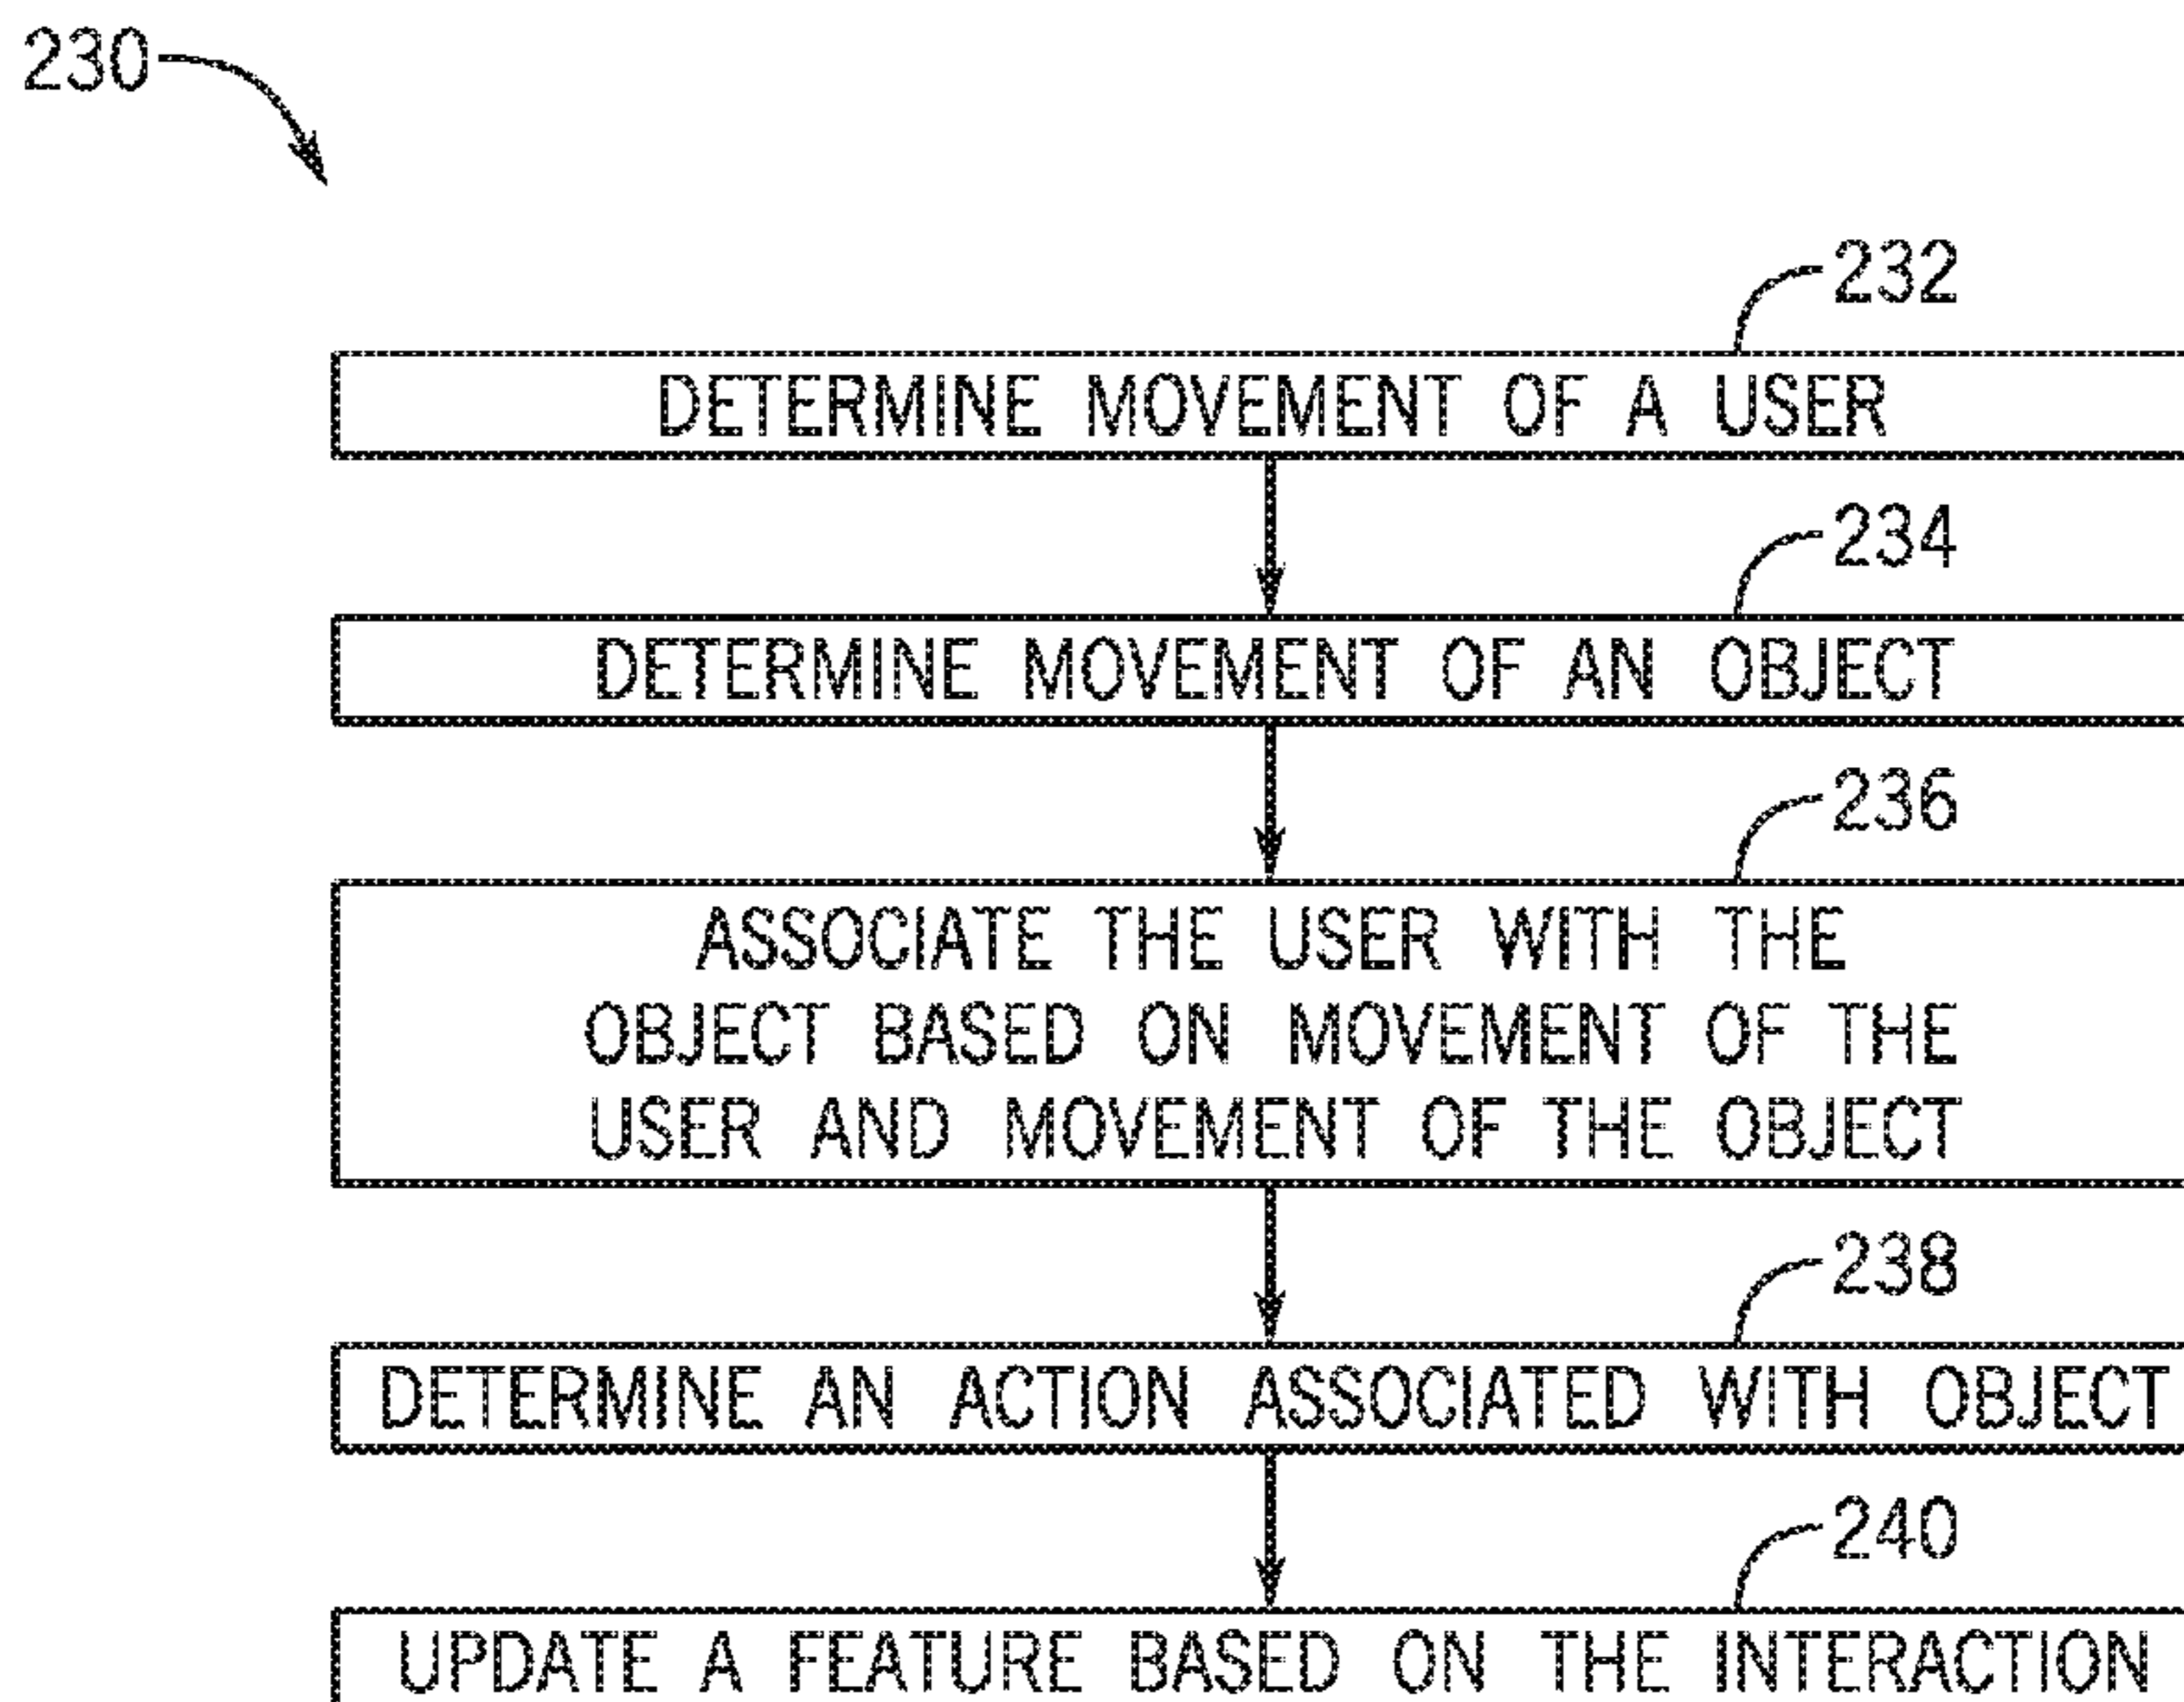 230
232
DETERMINE MOVEMENT OF A USER
234
DETERMINE MOVEMENT OF AN OBJECT
236
ASSOCIATE THE USER WITH THE
OBJECT BASED ON MOVEMENT OF THE
USER AND MOVEMENT OF THE OBJECT
238
DETERMINE AN ACTION ASSOCIATED WITH OBJECT
240
UPDATE A FEATURE BASED ON THE INTERACTION